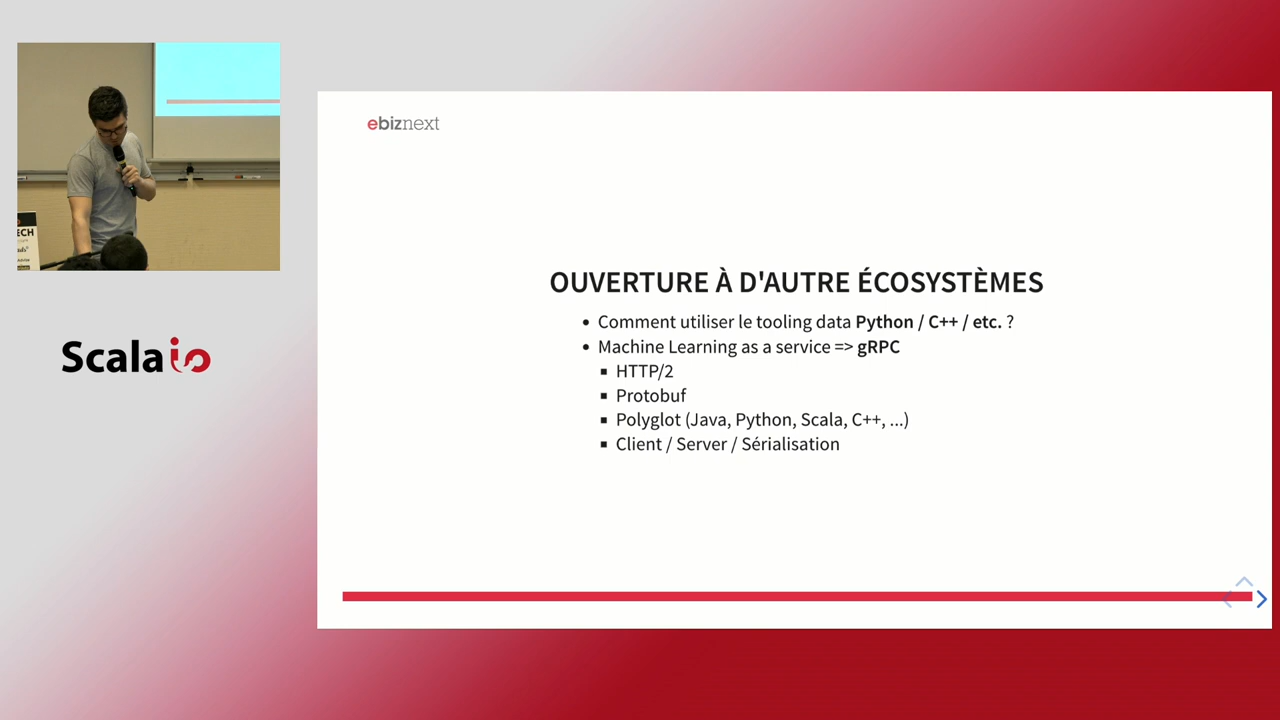 ebiznext
OUVERTURE À D'AUTRE ÉCOSYSTÈMES
Comment utiliser le tooling data Python / C++ / etc. ?
Machine Learning as a service => gRPC
HTTP/2
Protobuf
Polyglot (Java, Python, Scala, C++, ...)
Client / Server / Sérialisation
ECH
Scala io